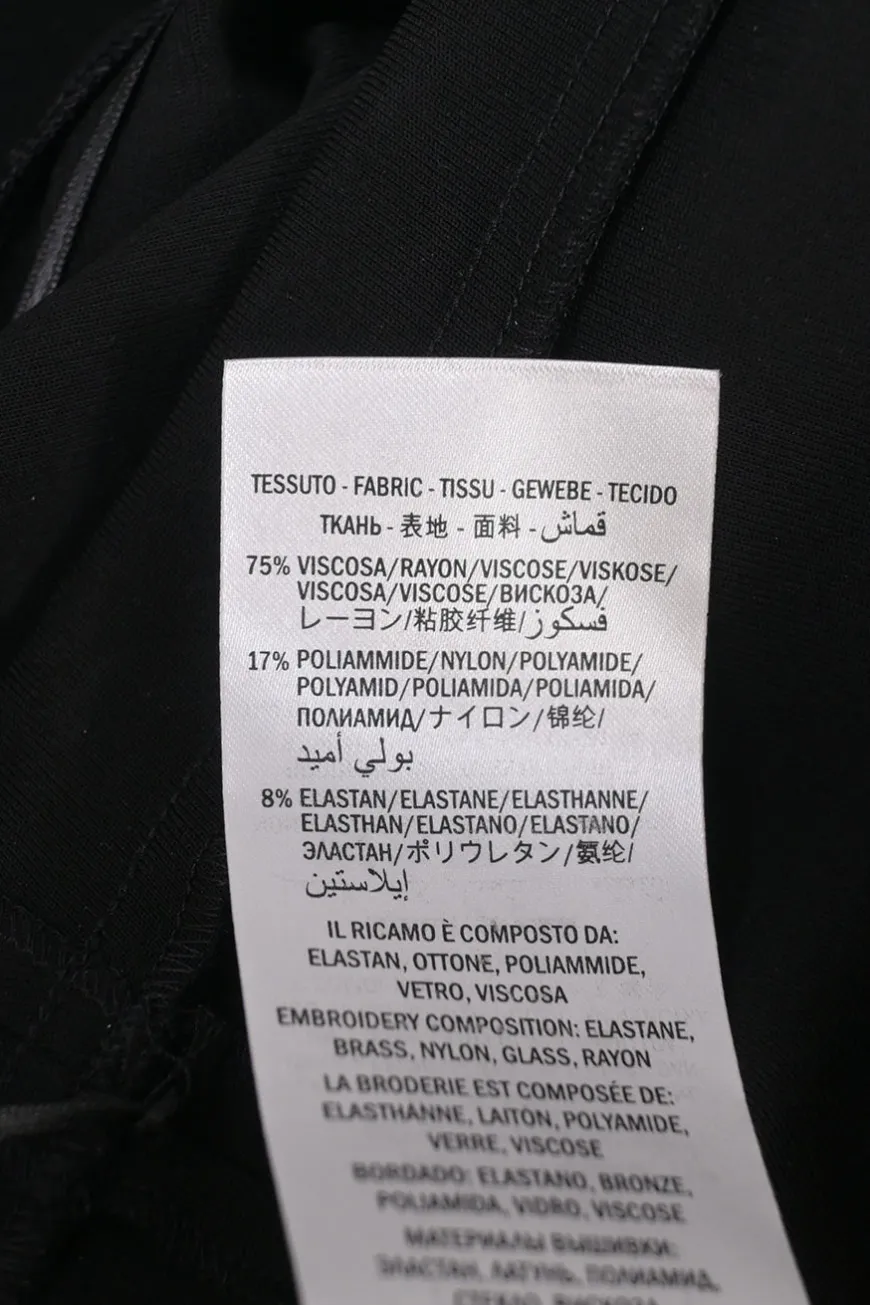 TESSUTO - FABRIC - TISSU - GEWEBE - TECIDO
ТКАНЬ - 表地 - 面料 - قماش
75% VISCOSA/RAYON/VISCOSE/VISKOSE/
VISCOSA/VISCOSE/ВИСКОЗА/
レーヨン/粘胶纤维/فسكوز
17% POLIAMMIDE/NYLON/POLYAMIDE/
POLYAMID/POLIAMIDA/POLIAMIDA/
ПОЛИАМИД/ナイロン/锦纶/
بولي أميد
8% ELASTAN/ELASTANE/ELASTHANNE/
ELASTHAN/ELASTANO/ELASTANO/
ЭЛАСТАН/ポリウレタン/氨纶/
إيلاستين
IL RICAMO È COMPOSTO DA:
ELASTAN, OTTONE, POLIAMMIDE,
VETRO, VISCOSA
EMBROIDERY COMPOSITION: ELASTANE,
BRASS, NYLON, GLASS, RAYON
LA BRODERIE EST COMPOSÉE DE:
ELASTHANNE, LAITON, POLYAMIDE,
VERRE, VISCOSE
BORDADO: ELASTANO, BRONZE,
POLIAMIDA, VIDRO, VISCOSE
МАТЕРИАЛЫ ВЫШИВКИ:
ЭЛАСТАН, ЛАТУНЬ, ПОЛИАМИД,